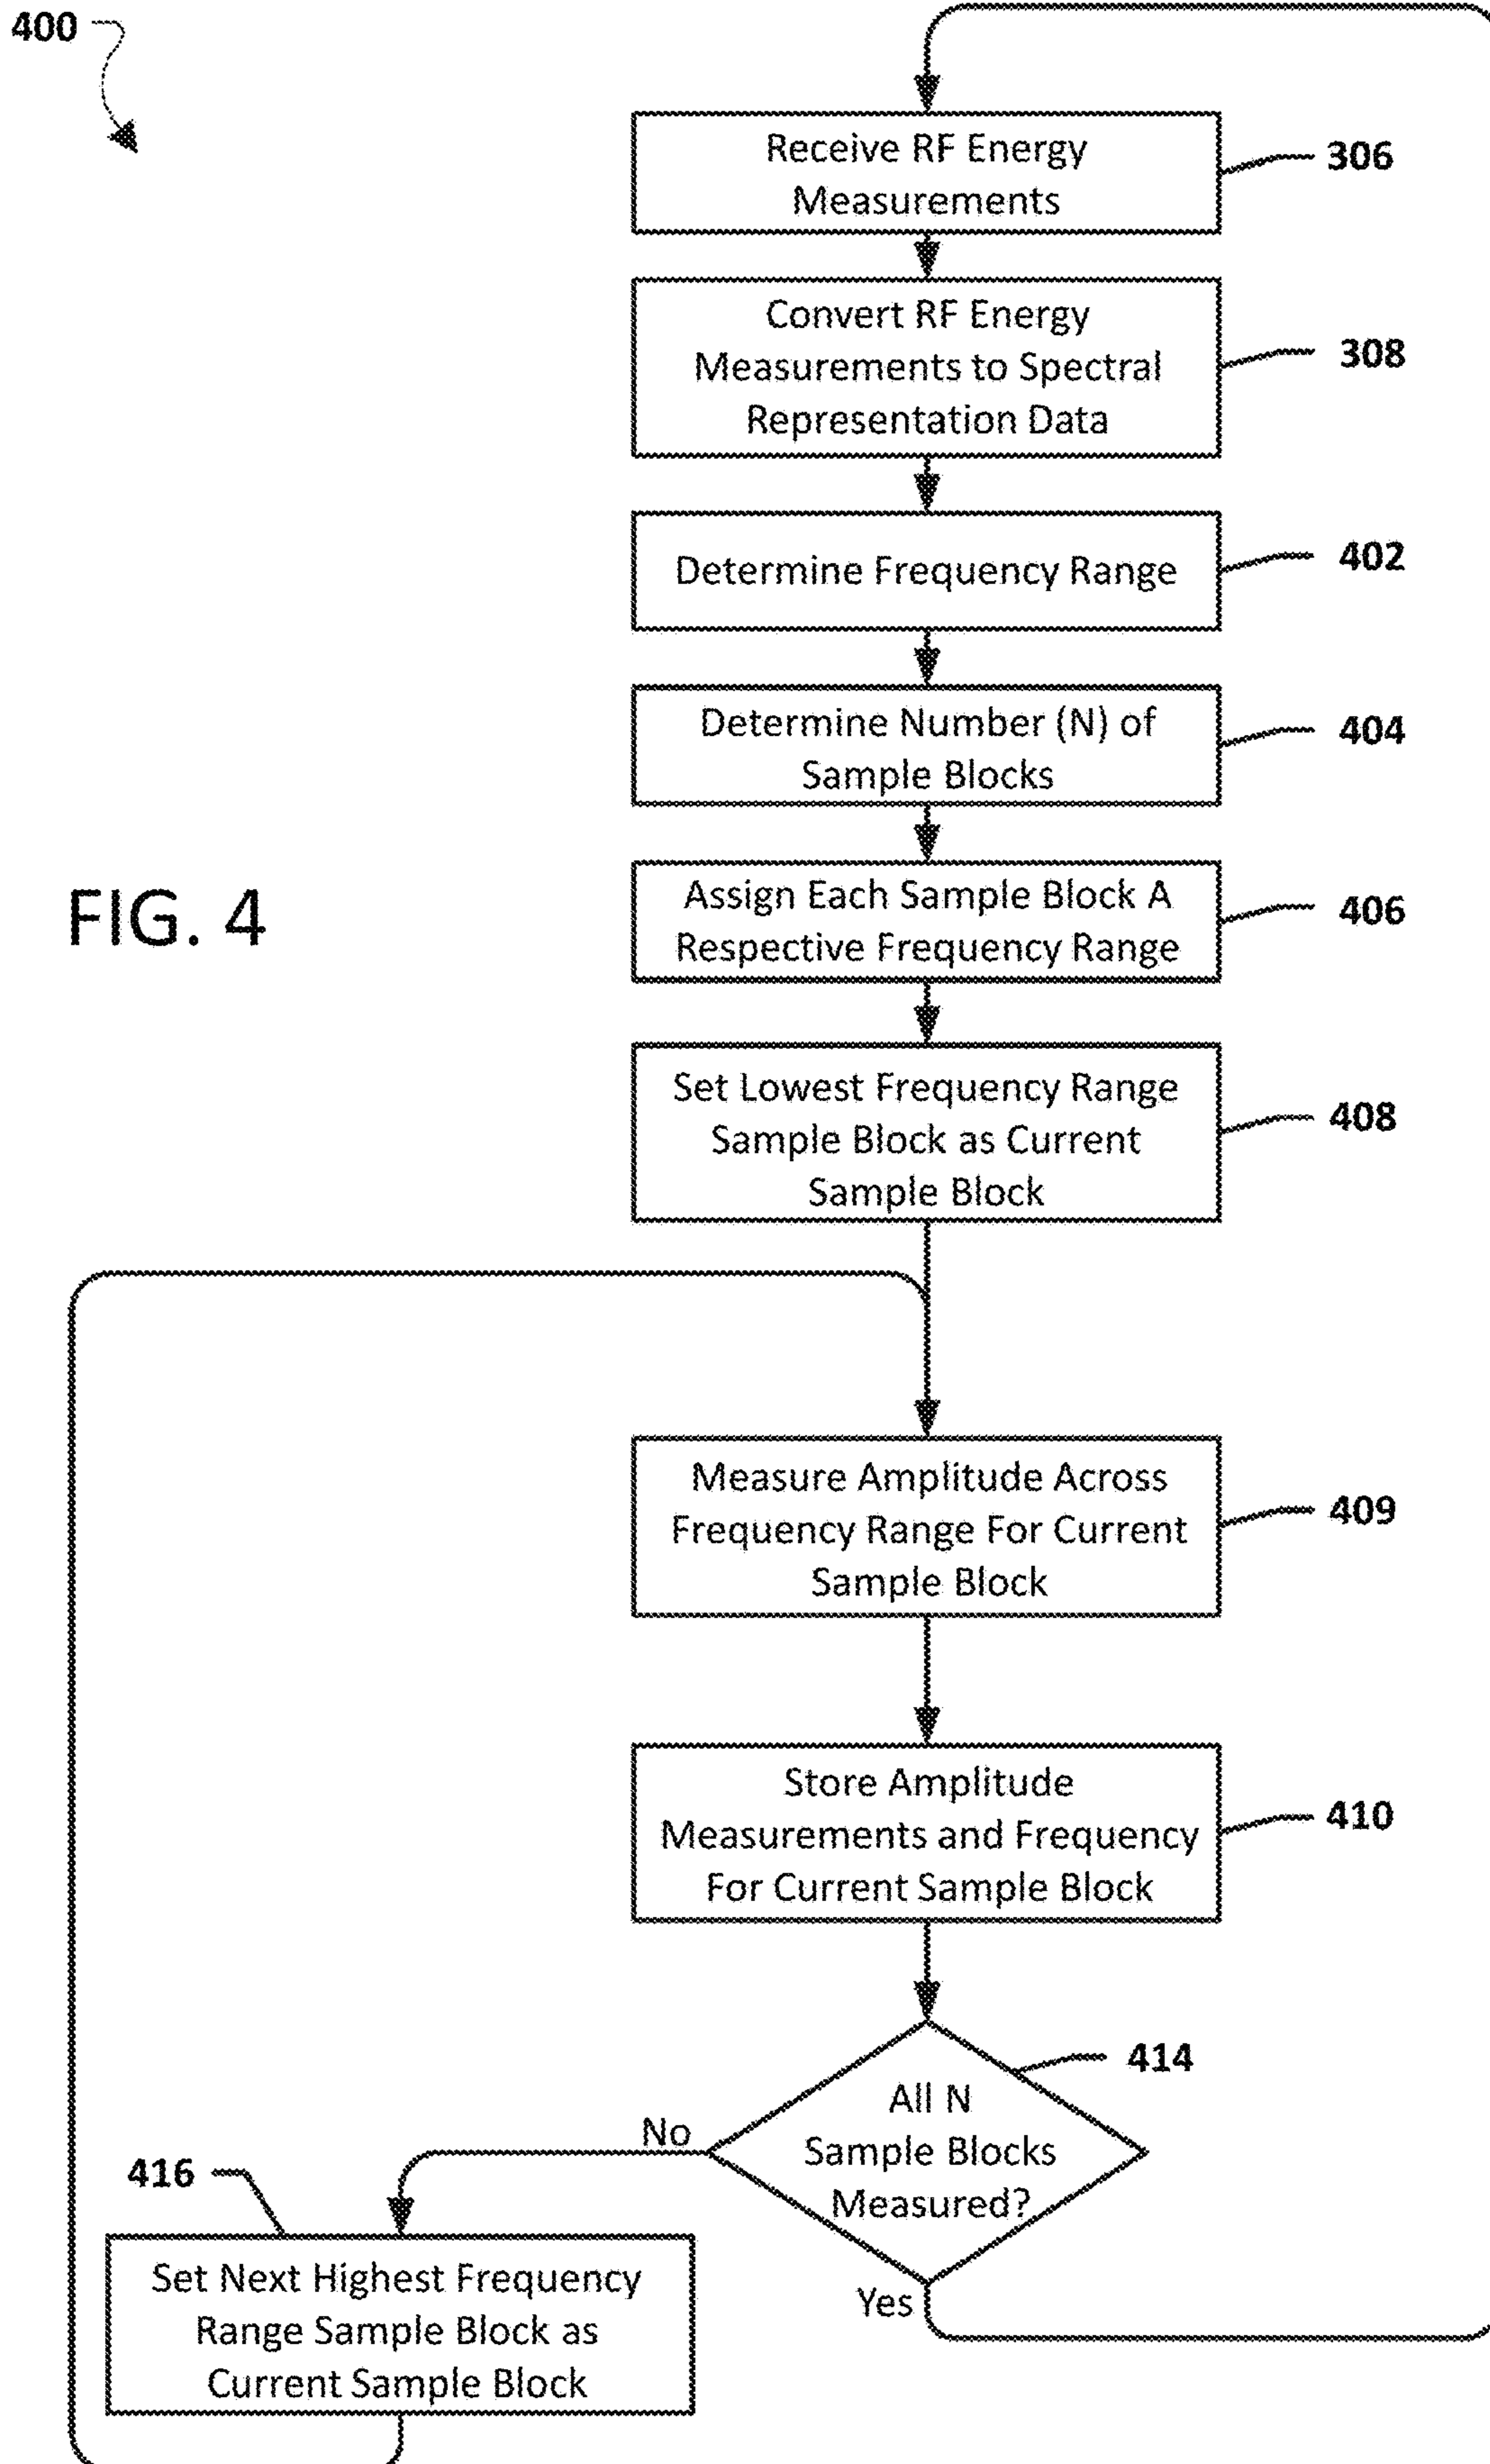 400
Receive RF Energy
Measurements
306
Convert RF Energy
Measurements to Spectral
Representation Data
308
Determine Frequency Range
402
Determine Number (N) of
Sample Blocks
404
FIG. 4
Assign Each Sample Block A
Respective Frequency Range
406
Set Lowest Frequency Range
Sample Block as Current
Sample Block
408
Measure Amplitude Across
Frequency Range For Current
Sample Block
409
Store Amplitude
Measurements and Frequency
For Current Sample Block
410
All N
Sample Blocks
Measured?
414
No
Yes
416
Set Next Highest Frequency
Range Sample Block as
Current Sample Block